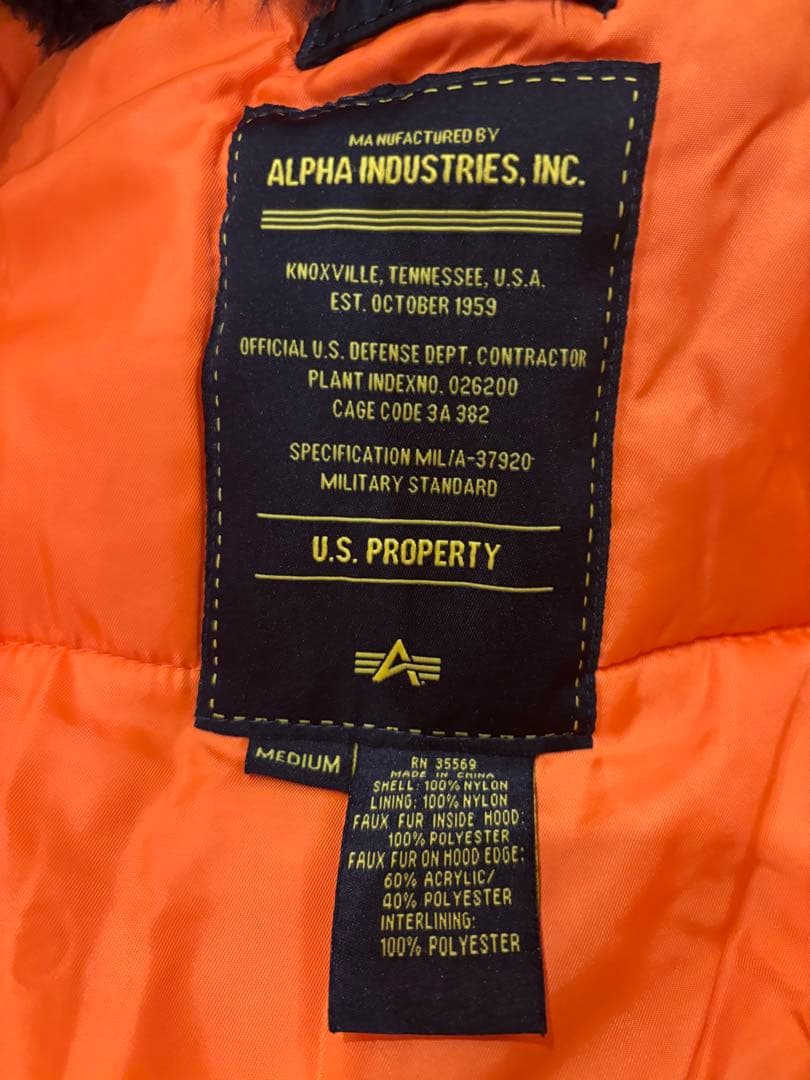 MANUFACTURED BY
ALPHA INDUSTRIES, INC.
KNOXVILLE, TENNESSEE, U.S.A.
EST. OCTOBER 1959
OFFICIAL U.S. DEFENSE DEPT. CONTRACTOR
PLANT INDEXNO. 026200
CAGE CODE 3A 382
SPECIFICATION MIL/A-37920
MILITARY STANDARD
U.S. PROPERTY
MEDIUM
RN 35569
MADE IN CHINA
SHELL: 100% NYLON
LINING: 100% NYLON
FAUX FUR INSIDE HOOD:
100% POLYESTER
FAUX FUR ON HOOD EDGE:
60% ACRYLIC/
40% POLYESTER
INTERLINING:
100% POLYESTER